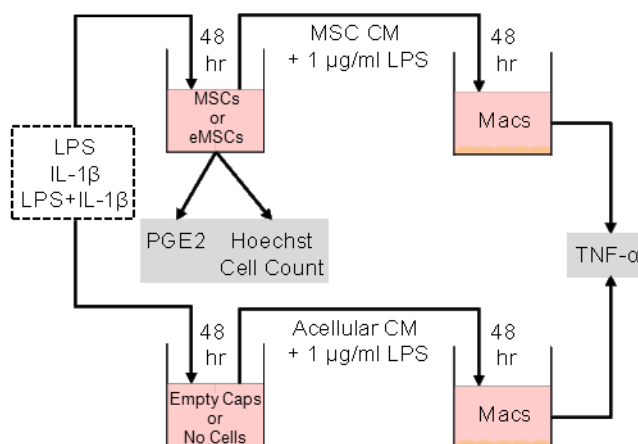 48
hr
MSC CM
+ 1 µg/ml LPS
48
hr
MSCs
or
eMSCs
Macs
LPS
IL-1β
LPS+IL-1β
PGE2
Hoechst
Cell Count
TNF-α
48
hr
Acellular CM
+ 1 µg/ml LPS
48
hr
Empty Caps
or
No Cells
Macs